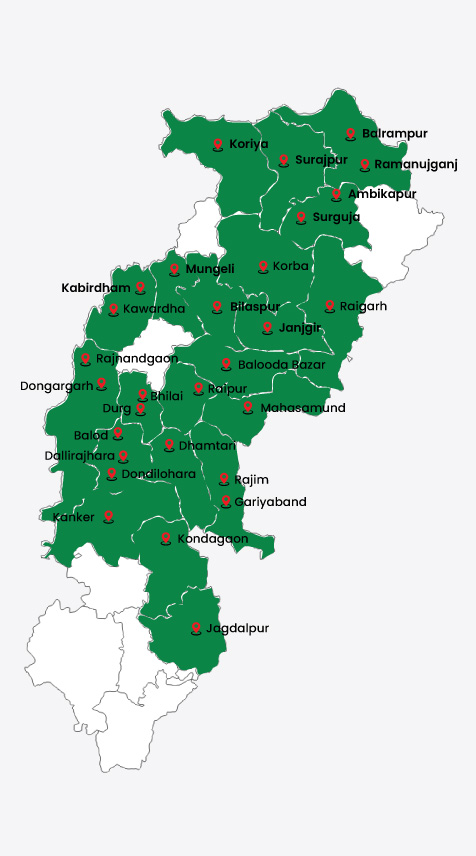 Balrampur
Koriya
Surajpur
Ramanujganj
Ambikapur
Surguja
Korba
Mungeli
Kabirdham
Kawardha
Bilaspur
Raigarh
Janjgir
Rajnandgaon
Balooda Bazar
Dongargarh
Raipur
Bhilai
Durg
Mahasamund
Balod
Dhamtari
Dallirajhara
Dondilohara
Rajim
Gariyaband
Kanker
Kondagaon
Jagdalpur